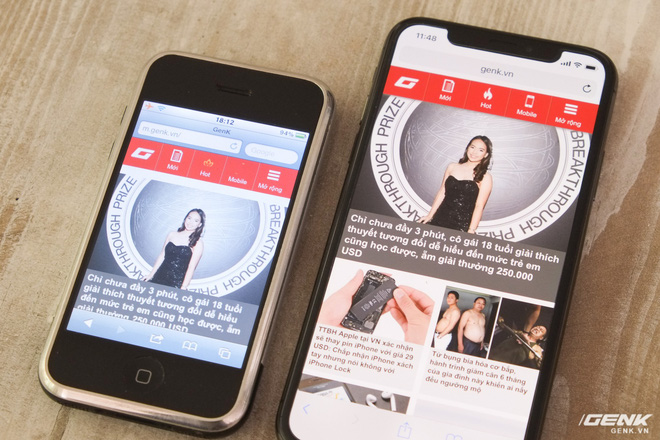 18:12
94%
GenK
m.genk.vn/
Google
Mới
Hot
Mobile
Mở rộng
BREAKTHROUGH PRIZE
BREAKTHROUGH PRIZE
Chỉ chưa đầy 3 phút, cô gái 18 tuổi
giải thích thuyết tương đối dễ hiểu
đến mức trẻ em cũng học được, ẵm
giải thưởng 250.000 USD
11:48
genk.vn
Mới
Hot
Mobile
Mở rộng
BREAKTHROUGH PRIZE
BREAKTHROUGH PRIZE
Chỉ chưa đầy 3 phút, cô gái 18 tuổi giải thích
thuyết tương đối dễ hiểu đến mức trẻ em
cũng học được, ẵm giải thưởng 250.000
USD
TTBH Apple tại VN xác nhận
sẽ thay pin iPhone với giá 29
USD: Chấp nhận iPhone xách
tay nhưng nói không với
iPhone Lock
Từ bụng bia hóa cơ bắp,
hành trình giảm cân 6 tháng
của gia đình này khiến ai nấy
đều ngưỡng mộ
GENK
GENK.VN